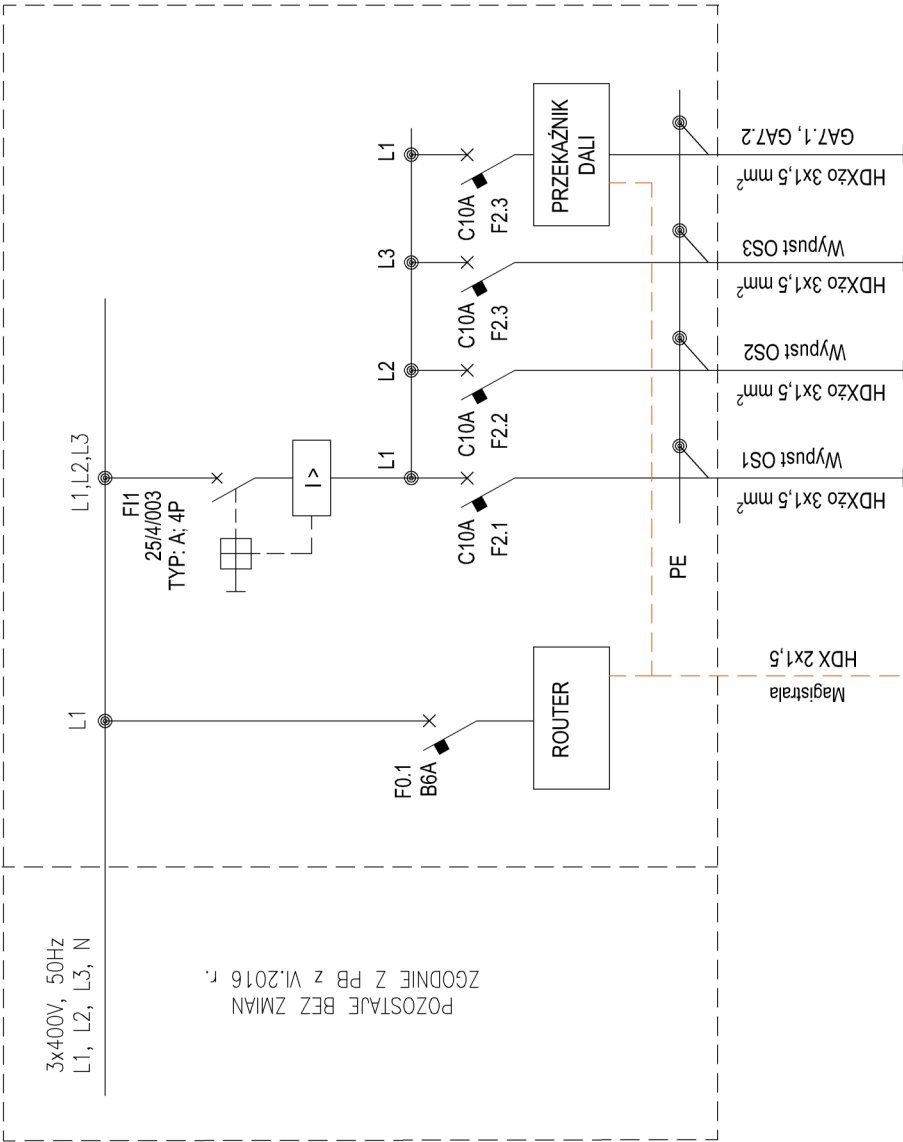 3x400V, 50Hz
L1, L2, L3, N
POZOSTAJE BEZ ZMIAN
ZGODNIE Z PB z VI.2016 r.
L1
F0.1
B6A
ROUTER
Magistrala
HDX 2x1,5
L1,L2,L3
FI1
25/4/003
TYP: A; 4P
I >
L1
C10A
F2.1
L2
C10A
F2.2
L3
C10A
F2.3
L1
C10A
F2.3
PRZEKAŹNIK
DALI
PE
HDXżo 3x1,5 mm²
Wypust OS1
HDXżo 3x1,5 mm²
Wypust OS2
HDXżo 3x1,5 mm²
Wypust OS3
HDXżo 3x1,5 mm²
GA7.1, GA7.2